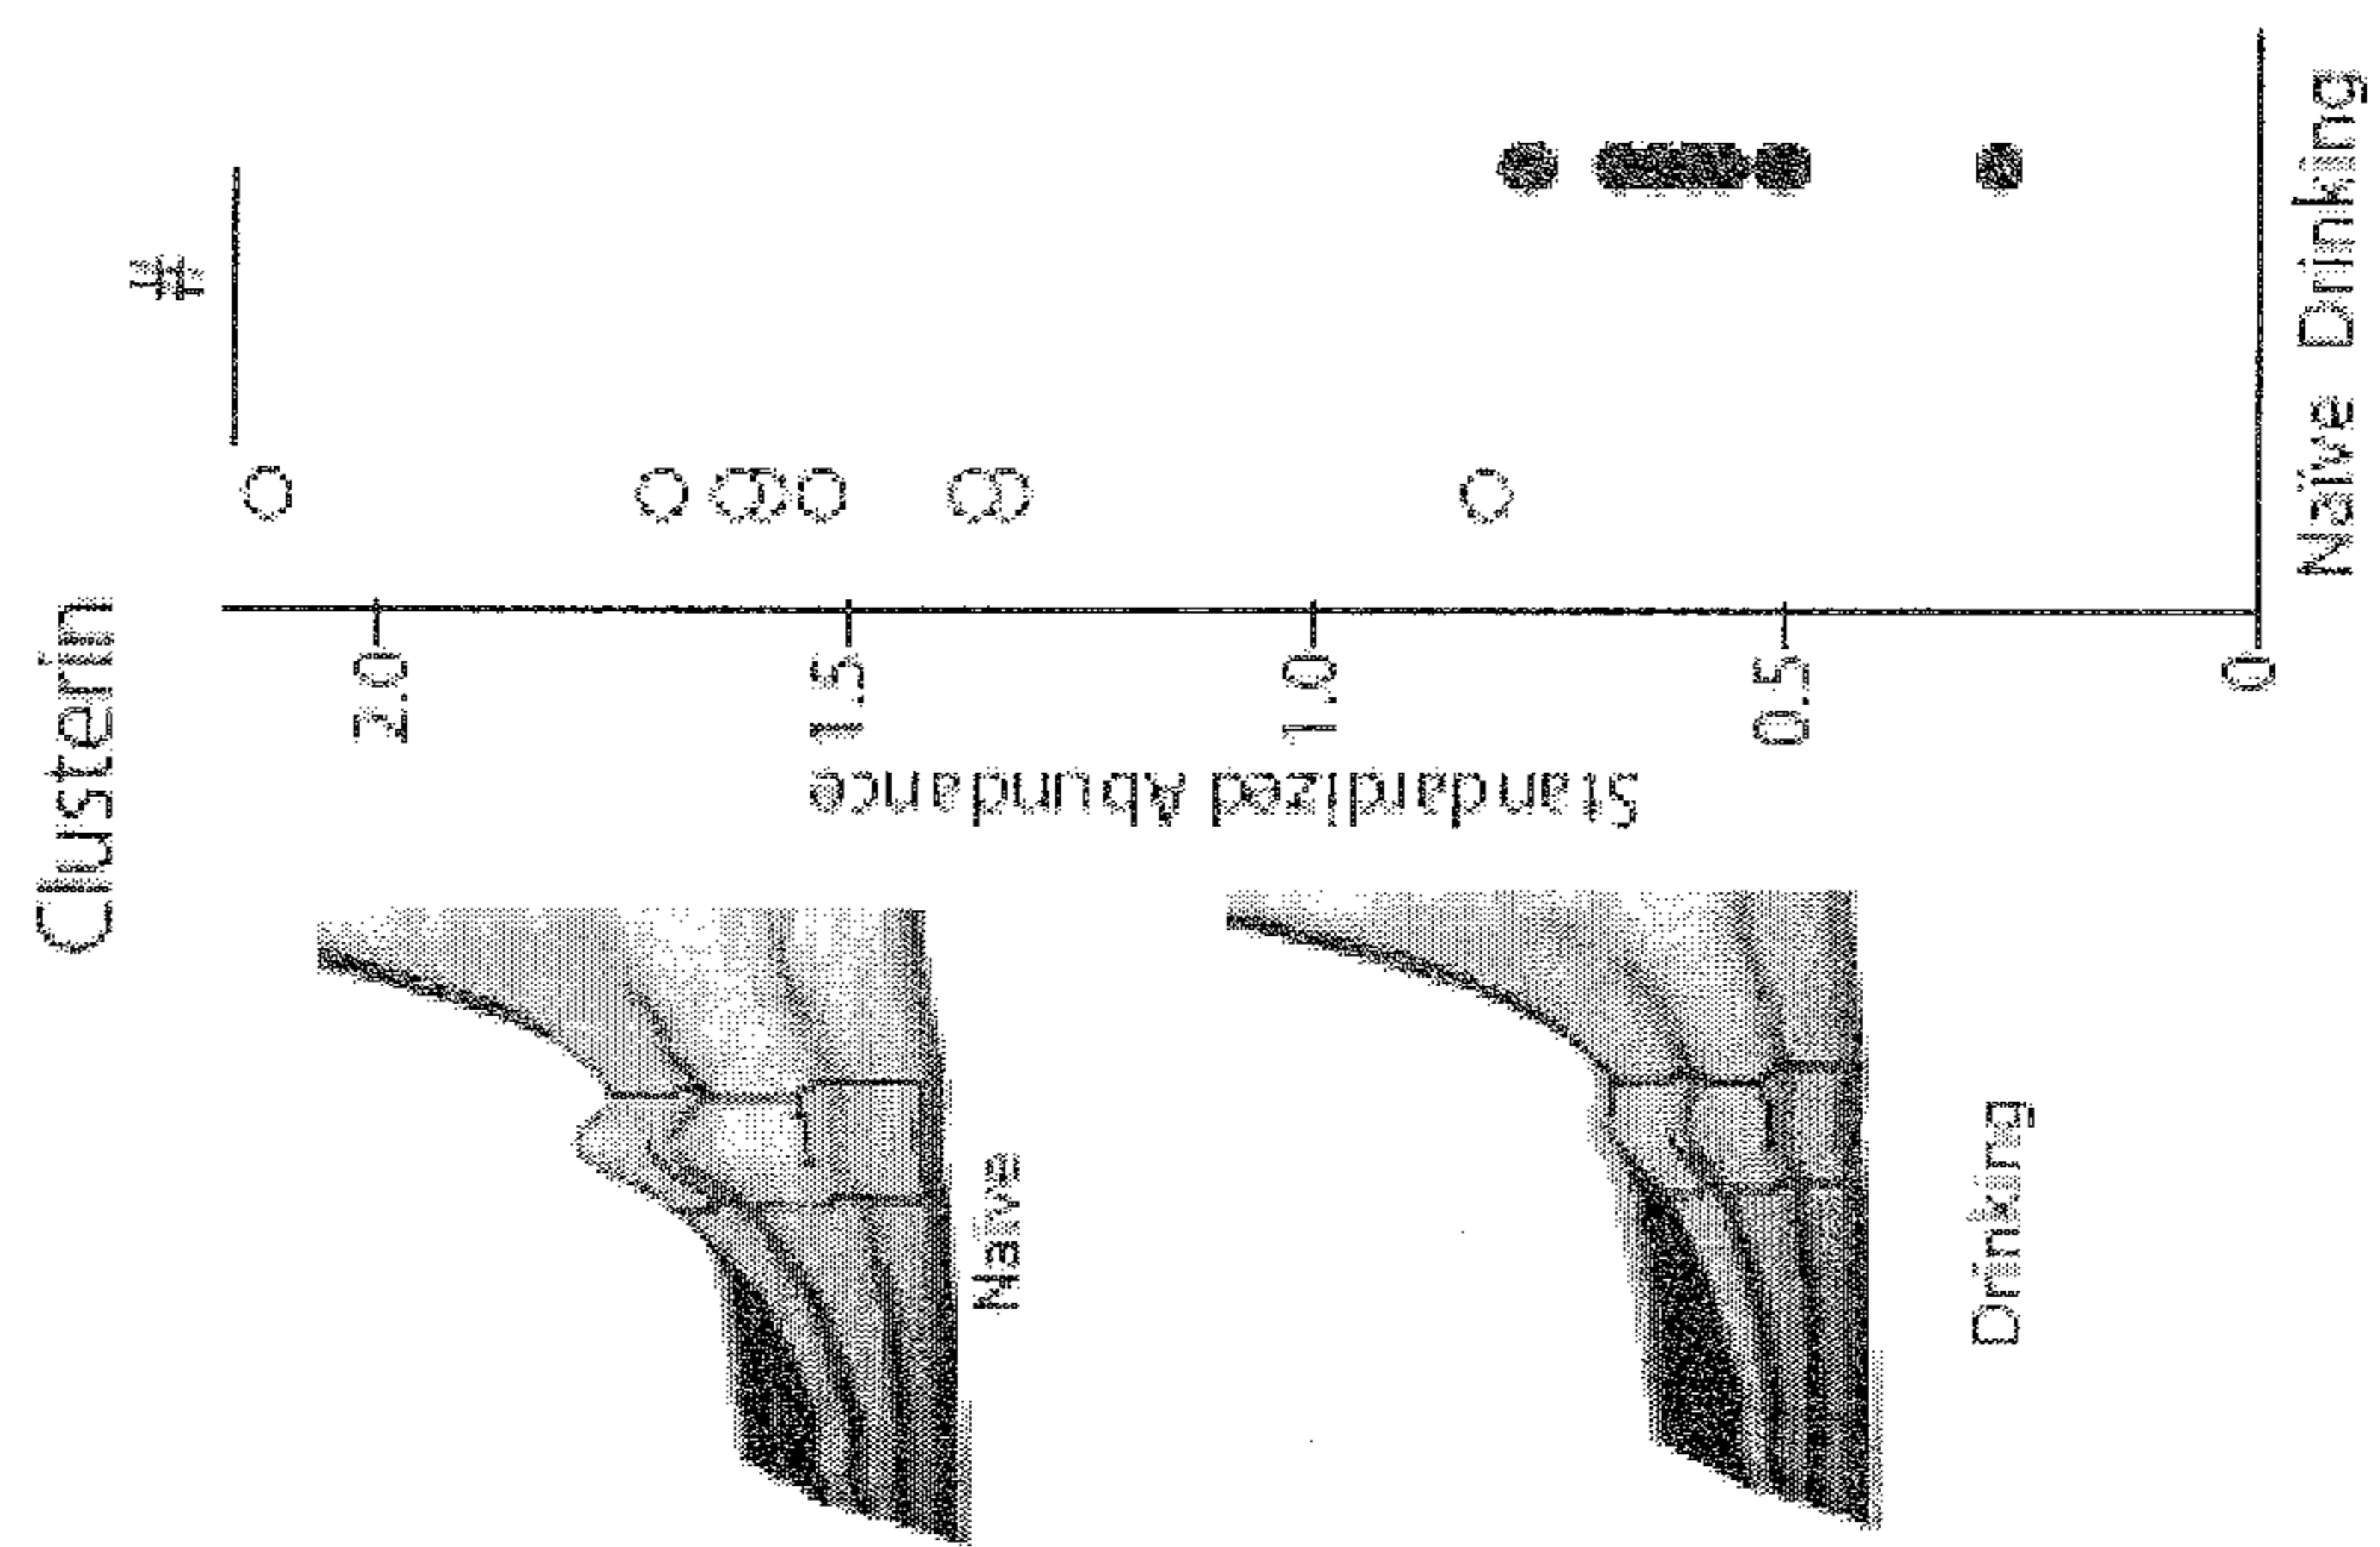 Clusterin
#
2.0
1.5
1.0
0.5
0
Standardized Abundance
Naïve Drinking
Naïve
Drinking